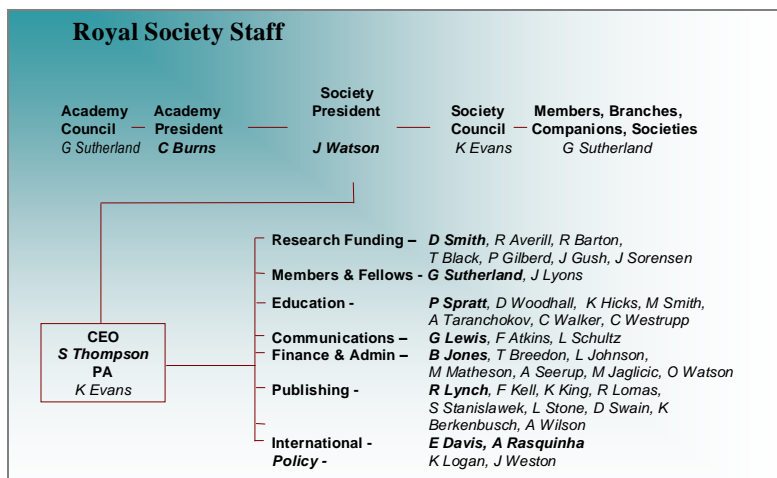 Royal Society Staff
Society
President
J Watson
Academy
Council
G Sutherland
Academy
President
C Burns
Society
Council
K Evans
Members, Branches,
Companions, Societies
G Sutherland
CEO
S Thompson
PA
K Evans
Research Funding – D Smith, R Averill, R Barton,
T Black, P Gilberd, J Gush, J Sorensen
Members & Fellows - G Sutherland, J Lyons
Education - P Spratt, D Woodhall, K Hicks, M Smith,
A Taranchokov, C Walker, C Westrupp
Communications – G Lewis, F Atkins, L Schultz
Finance & Admin – B Jones, T Breedon, L Johnson,
M Matheson, A Seerup, M Jaglicic, O Watson
Publishing - R Lynch, F Kell, K King, R Lomas,
S Stanislawek, L Stone, D Swain, K
Berkenbusch, A Wilson
International - E Davis, A Rasquinha
Policy - K Logan, J Weston